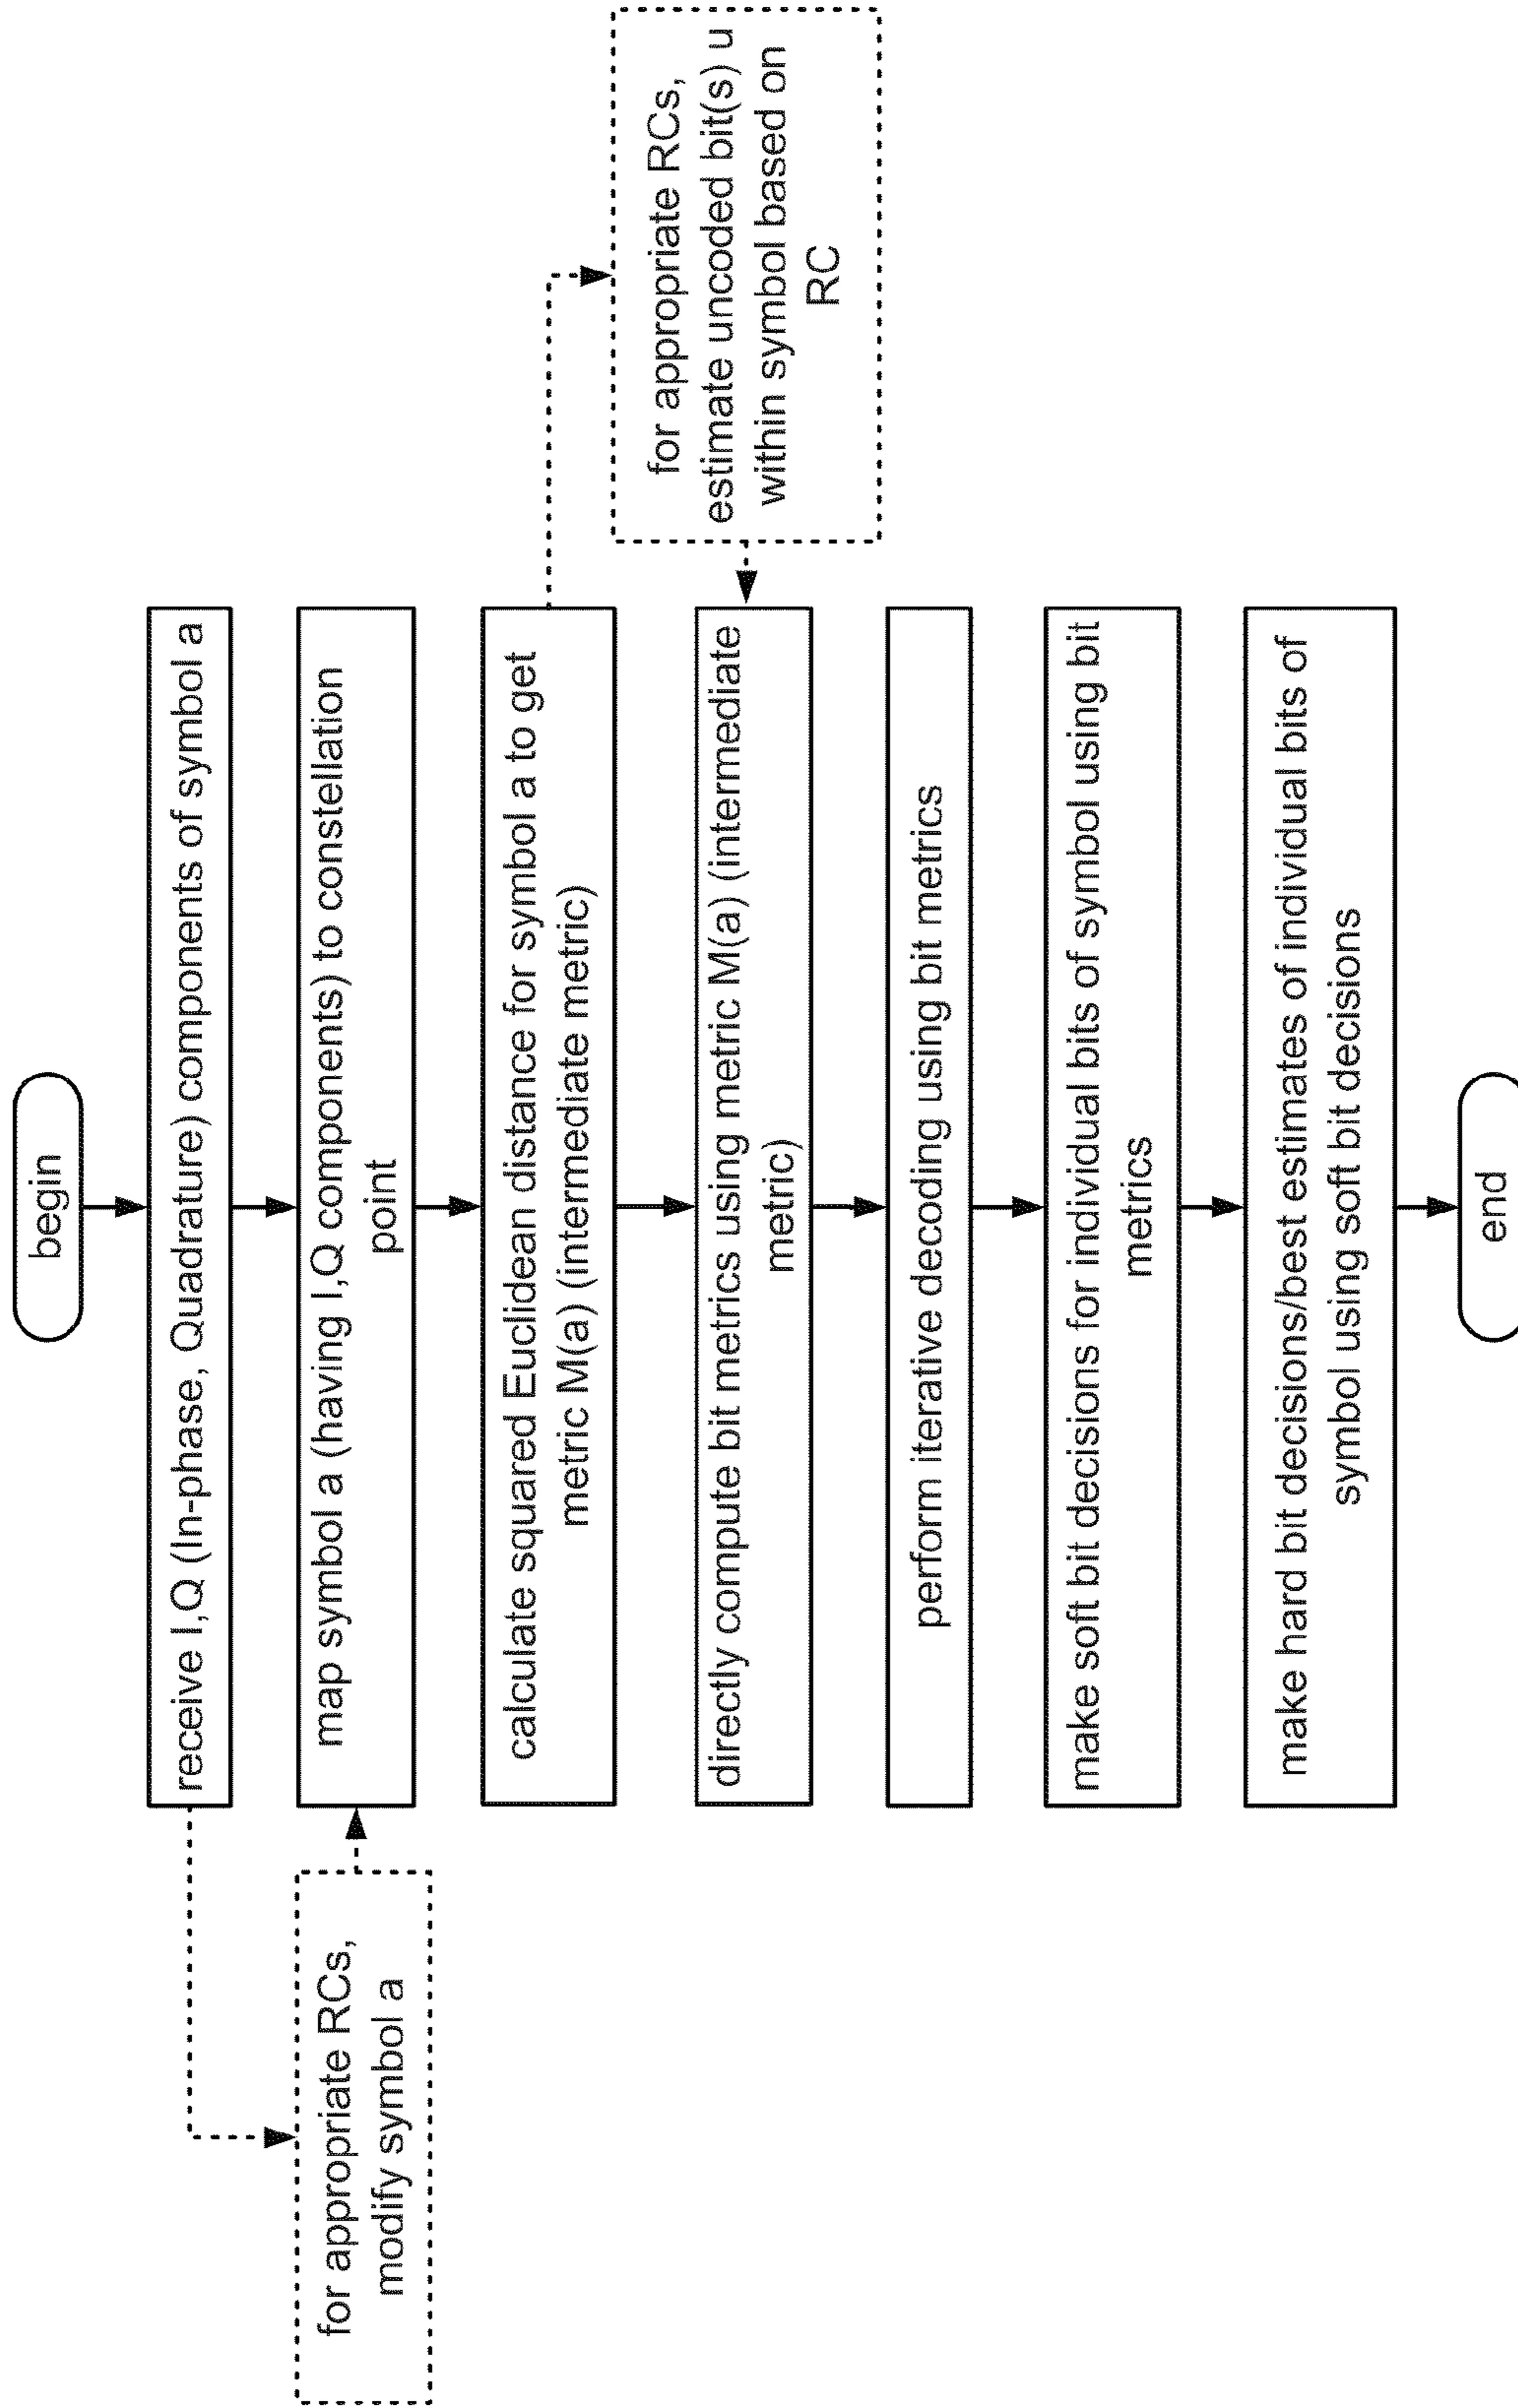 begin
receive I,Q (In-phase, Quadrature) components of symbol a
for appropriate RCs,
modify symbol a
map symbol a (having I,Q components) to constellation
point
calculate squared Euclidean distance for symbol a to get
metric M(a) (intermediate metric)
for appropriate RCs,
estimate uncoded bit(s) u
within symbol based on
RC
directly compute bit metrics using metric M(a) (intermediate
metric)
perform iterative decoding using bit metrics
make soft bit decisions for individual bits of symbol using bit
metrics
make hard bit decisions/best estimates of individual bits of
symbol using soft bit decisions
end